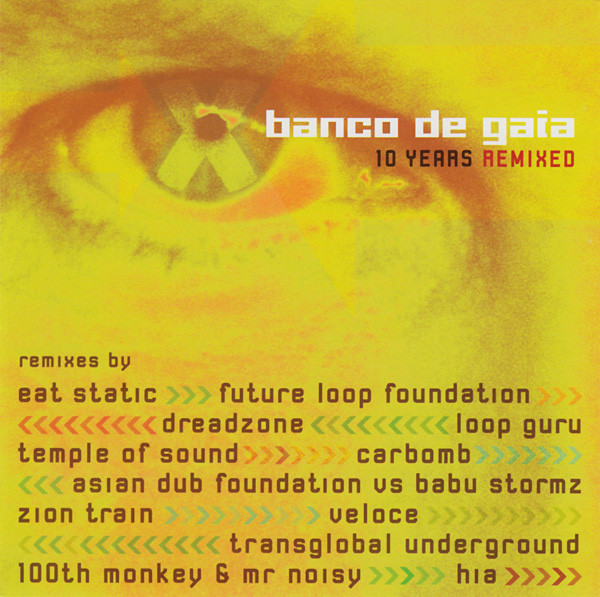 banco de gaia
10 YEARS REMIXED
remixes by
eat static >>> future loop foundation >>>
<<<<<<<<< dreadzone <<<<<<<<< loop guru
temple of sound >>>>>>> carbomb >>>>>>>
<<< asian dub foundation vs babu stormz
zion train >>>>>>>>>> veloce >>>>>>>>>>
<<<<<<<<<<<<<< transglobal underground
100th monkey & mr noisy >>>>> hia >>>>>